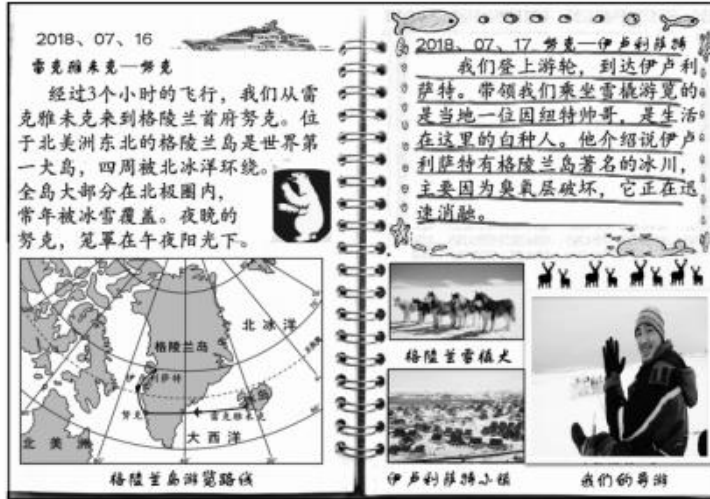 2018、07、16
雷克雅未克—努克
经过3个小时的飞行，我们从雷
克雅未克来到格陵兰首府努克。位
于北美洲东北的格陵兰岛是世界第
一大岛，四周被北冰洋环绕。
全岛大部分在北极圈内，
常年被冰雪覆盖。夜晚的
努克，笼罩在午夜阳光下。
北冰洋
格陵兰岛
伊卢利萨特
努克
雷克雅未克
北美洲
大西洋
格陵兰岛游览路线
2018、07、17 努克—伊卢利萨特
我们登上游轮，到达伊卢利
萨特。带领我们乘坐雪橇游览的
是当地一位因纽特帅哥，是生活
在这里的白种人。他介绍说伊卢
利萨特有格陵兰岛著名的冰川，
主要因为臭氧层破坏，它正在迅
速消融。
格陵兰雪橇犬
伊卢利萨特小镇
我们的导游